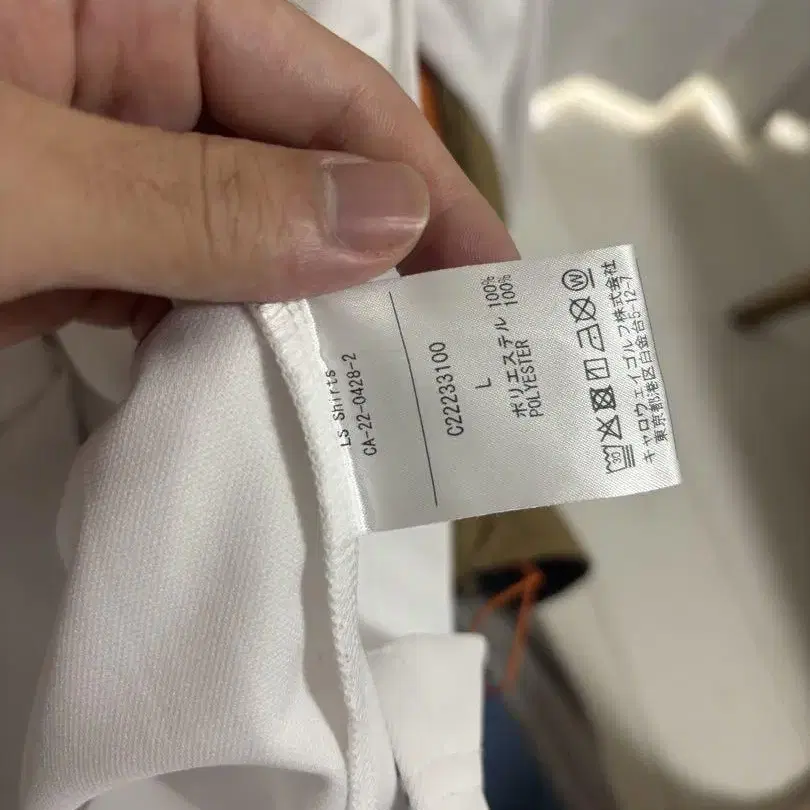 LS Shirts
CA-22-0428-2
C22233100
L
ポリエステル 100%
POLYESTER 100%
30
W
キャロウェイゴルフ株式会社
東京都港区白金台5-12-7